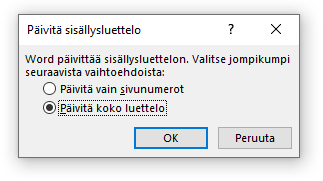 Päivitä sisällysluettelo
?
Word päivittää sisällysluettelon. Valitse jompikumpi
seuraavista vaihtoehdoista:
Päivitä vain sivunumerot
Päivitä koko luettelo
OK
Peruuta